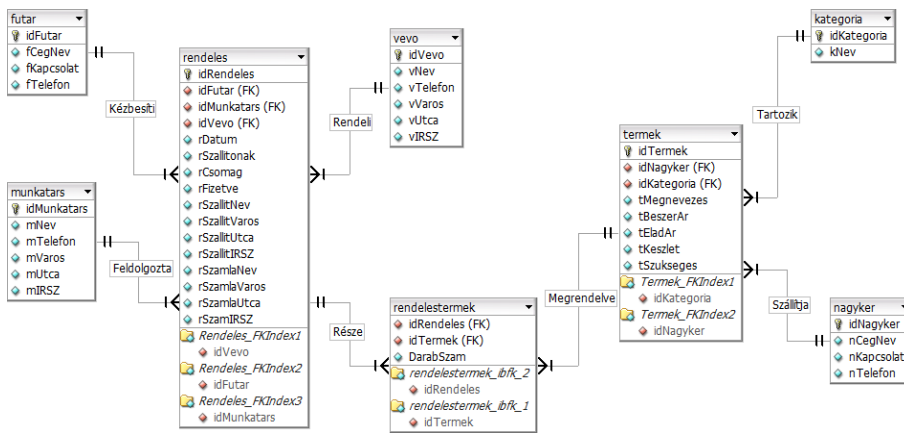 futar
idFutar
fCegNev
fKapcsolat
fTelefon
Kézbesíti
munkatars
idMunkatars
mNev
mTelefon
mVaros
mUtca
mIRSZ
Feldolgozta
rendeles
idRendeles
idFutar (FK)
idMunkatars (FK)
idVevo (FK)
rDatum
rSzallitonak
rCsomag
rFizetve
rSzallitNev
rSzallitVaros
rSzallitUtca
rSzallitIRSZ
rSzamlaNev
rSzamlaVaros
rSzamlaUtca
rSzamIRSZ
Rendeles_FKIndex1
idVevo
Rendeles_FKIndex2
idFutar
Rendeles_FKIndex3
idMunkatars
Rendeli
Része
vevo
idVevo
vNev
vTelefon
vVaros
vUtca
vIRSZ
rendelestermek
idRendeles (FK)
idTermek (FK)
DarabSzam
rendelestermek_ibfk_2
idRendeles
rendelestermek_ibfk_1
idTermek
Megrendelve
termek
idTermek
idNagyker (FK)
idKategoria (FK)
tMegnevezes
tBeszerAr
tEladAr
tKeszlet
tSzukseges
Termek_FKIndex1
idKategoria
Termek_FKIndex2
idNagyker
Tartozik
Szállítja
kategoria
idKategoria
kNev
nagyker
idNagyker
nCegNev
nKapcsolat
nTelefon